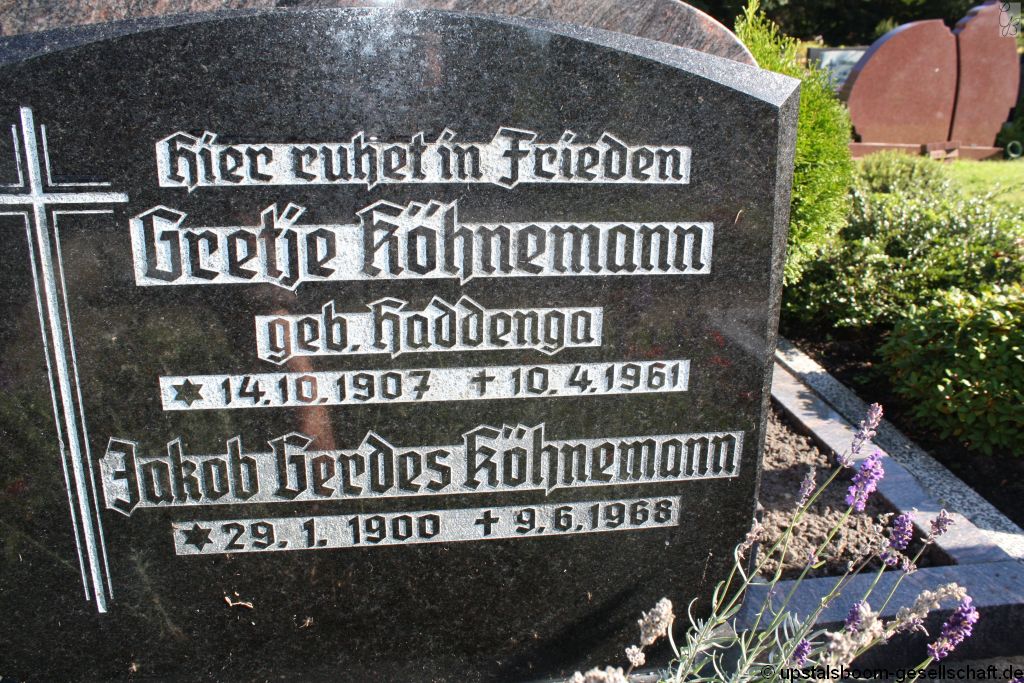 Hier ruhet in Frieden
Gretje Köhnemann
geb. Haddenga
✶ 14.10.1907 ✝ 10.4.1961
Jakob Gerdes Köhnemann
✶ 29.1.1900 ✝ 9.6.1968
© upstalsboom-gesellschaft.de